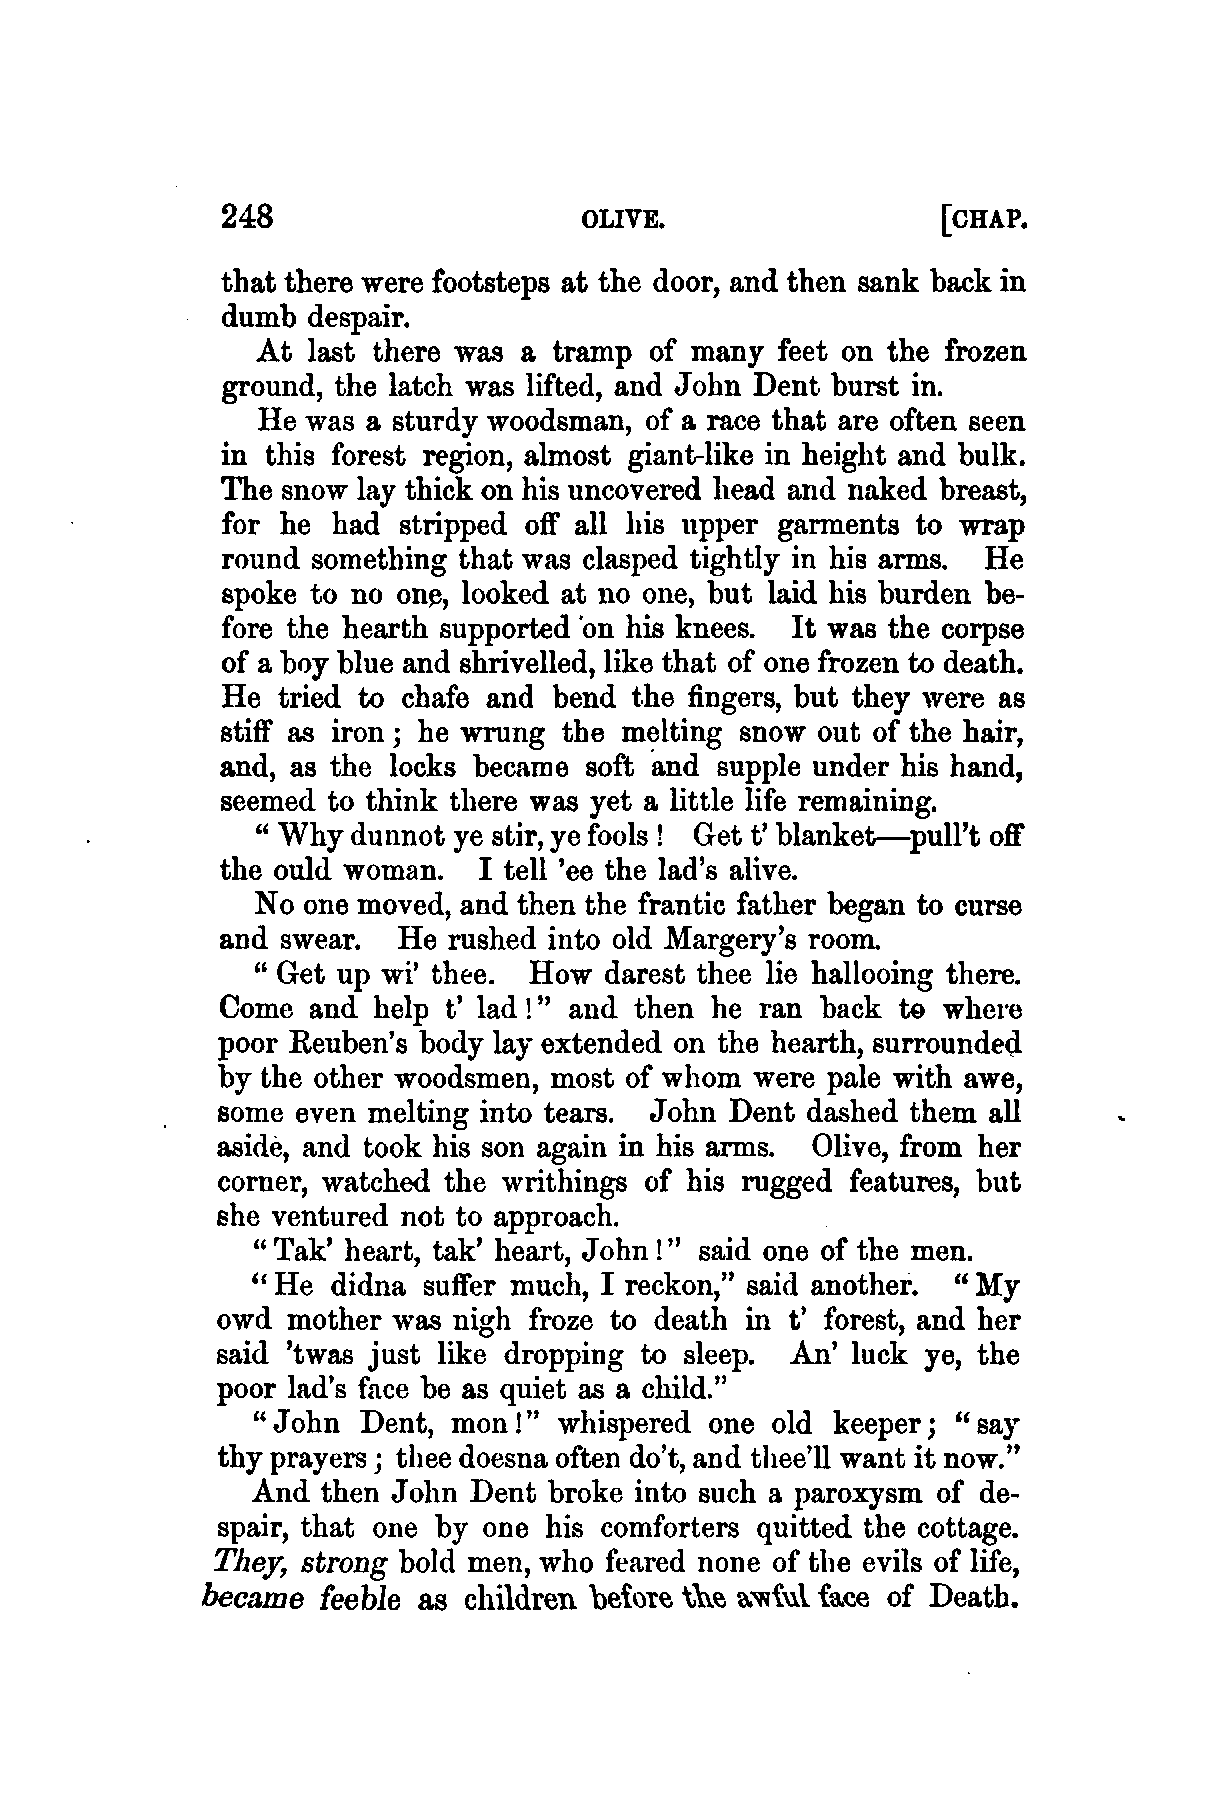 248 OLIVE. [CHAP.
that there were footsteps at the door, and then sank back in
dumb despair.
At last there was a tramp of many feet on the frozen
ground, the latch was lifted, and John Dent burst in.
He was a sturdy woodsman, of a race that are often seen
in this forest region, almost giant-like in height and bulk.
The snow lay thick on his uncovered head and naked breast,
for he had stripped off all his upper garments to wrap
round something that was clasped tightly in his arms. He
spoke to no one, looked at no one, but laid his burden be-
fore the hearth supported on his knees. It was the corpse
of a boy blue and shrivelled, like that of one frozen to death.
He tried to chafe and bend the fingers, but they were as
stiff as iron; he wrung the melting snow out of the hair,
and, as the locks became soft and supple under his hand,
seemed to think there was yet a little life remaining.
“Why dunnot ye stir, ye fools! Get t' blanket—pull't off
the ould woman. I tell 'ee the lad's alive.
No one moved, and then the frantic father began to curse
and swear. He rushed into old Margery's room.
“Get up wi' thee. How darest thee lie hallooing there.
Come and help t' lad!” and then he ran back to where
poor Reuben's body lay extended on the hearth, surrounded
by the other woodsmen, most of whom were pale with awe,
some even melting into tears. John Dent dashed them all
aside, and took his son again in his arms. Olive, from her
corner, watched the writhings of his rugged features, but
she ventured not to approach.
“Tak' heart, tak' heart, John!” said one of the men.
“He didna suffer much, I reckon,” said another. “My
owd mother was nigh froze to death in t' forest, and her
said 'twas just like dropping to sleep. An' luck ye, the
poor lad's face be as quiet as a child.”
“John Dent, mon!” whispered one old keeper; “say
thy prayers; thee doesna often do't, and thee'll want it now.”
And then John Dent broke into such a paroxysm of de-
spair, that one by one his comforters quitted the cottage.
They, strong bold men, who feared none of the evils of life,
became feeble as children before the awful face of Death.